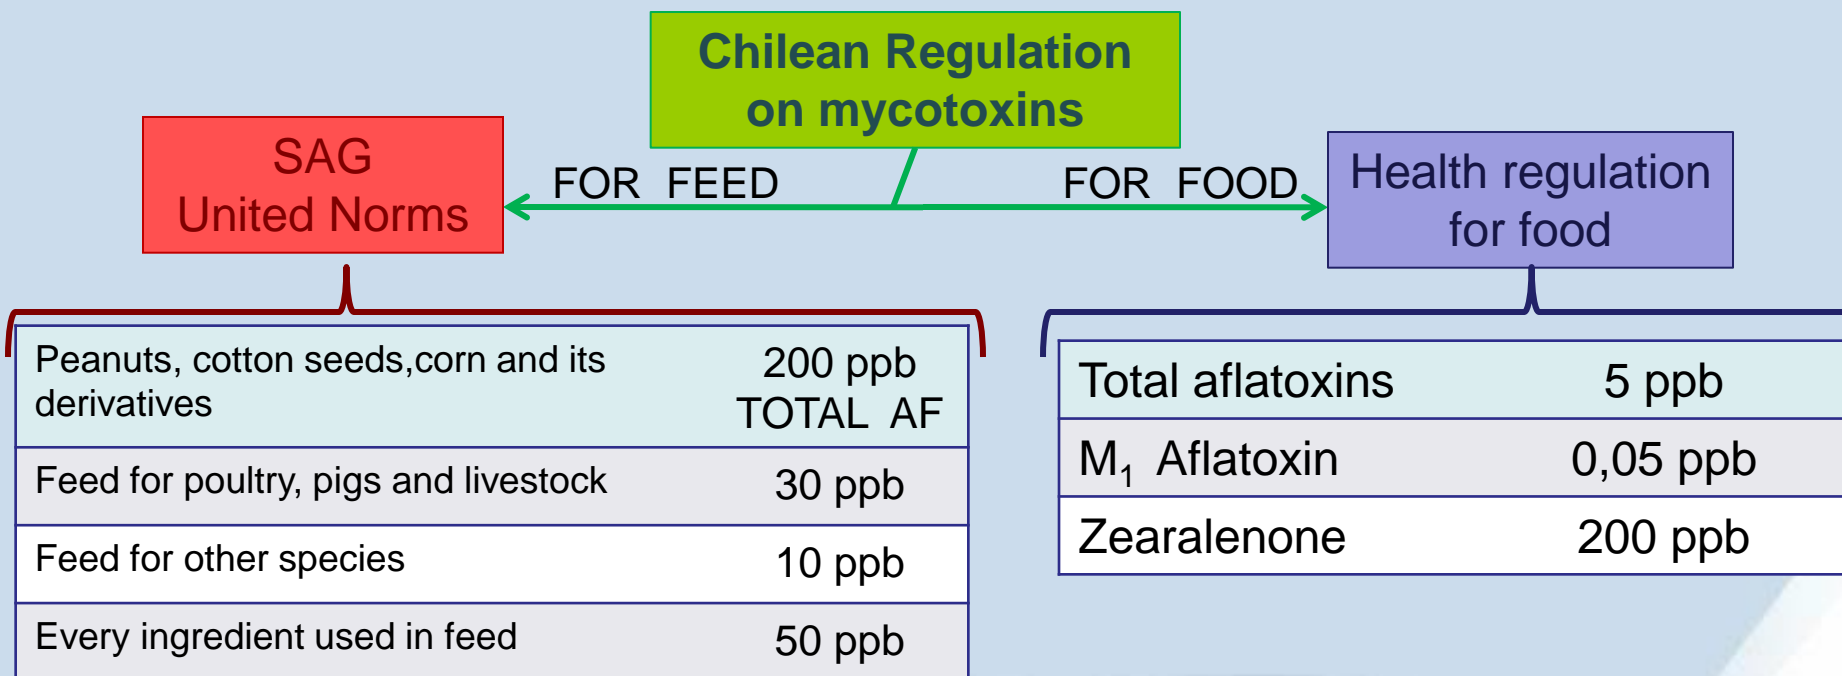 Chilean Regulation
on mycotoxins
SAG
United Norms
FOR FEED
FOR FOOD
Health regulation
for food
Peanuts, cotton seeds,corn and its
derivatives
200 ppb
TOTAL AF
Feed for poultry, pigs and livestock
30 ppb
Feed for other species
10 ppb
Every ingredient used in feed
50 ppb
Total aflatoxins
5 ppb
M₁ Aflatoxin
0,05 ppb
Zearalenone
200 ppb